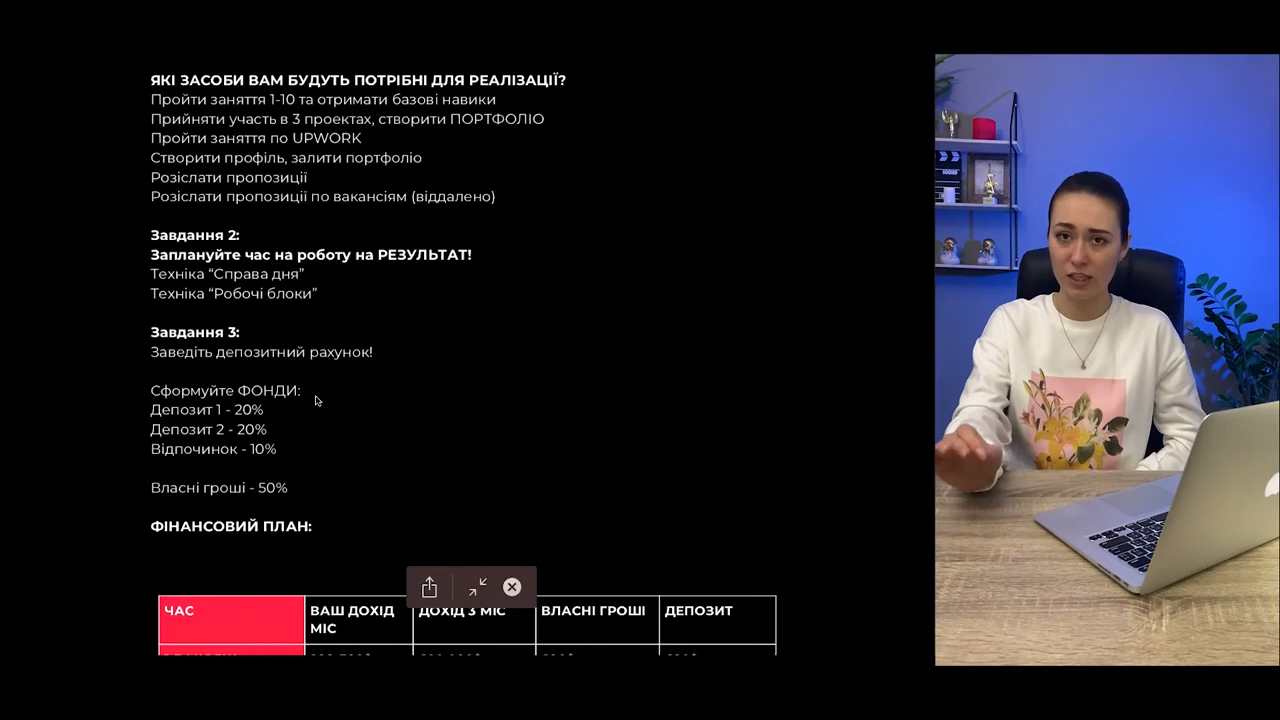 ЯКІ ЗАСОБИ ВАМ БУДУТЬ ПОТРІБНІ ДЛЯ РЕАЛІЗАЦІЇ?
Пройти заняття 1-10 та отримати базові навики
Прийняти участь в 3 проектах, створити ПОРТФОЛІО
Пройти заняття по UPWORK
Створити профіль, залити портфоліо
Розіслати пропозиції
Розіслати пропозиції по вакансіям (віддалено)
Завдання 2:
Заплануйте час на роботу на РЕЗУЛЬТАТ!
Техніка “Справа дня”
Техніка “Робочі блоки”
Завдання 3:
Заведіть депозитний рахунок!
Сформуйте ФОНДИ:
Депозит 1 - 20%
Депозит 2 - 20%
Відпочинок - 10%
Власні гроші - 50%
ФІНАНСОВИЙ ПЛАН:
ЧАС
ВАШ ДОХІД МІС
ДОХІД 3 МІС
ВЛАСНІ ГРОШІ
ДЕПОЗИТ